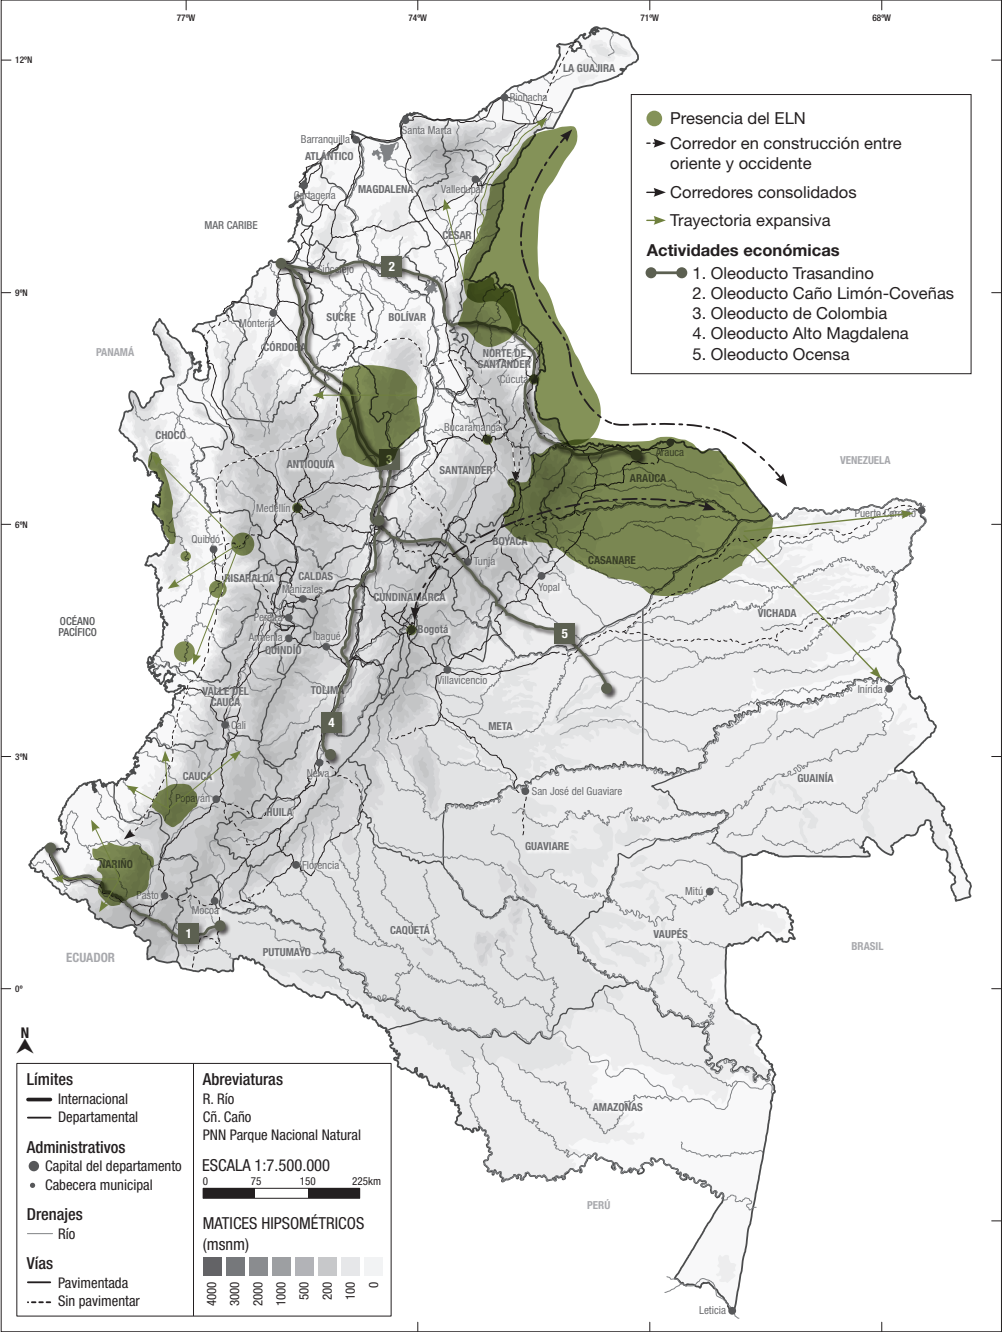 77°W
74°W
71°W
68°W
12°N
9°N
6°N
3°N
0°
Presencia del ELN
Corredor en construcción entre
oriente y occidente
Corredores consolidados
Trayectoria expansiva
Actividades económicas
1. Oleoducto Trasandino
2. Oleoducto Caño Limón-Coveñas
3. Oleoducto de Colombia
4. Oleoducto Alto Magdalena
5. Oleoducto Ocensa
LA GUAJIRA
Riohacha
Santa Marta
Barranquilla
ATLÁNTICO
MAGDALENA
Valledupar
Cartagena
MAR CARIBE
CESAR
2
Sincelejo
SUCRE
BOLÍVAR
Montería
CÓRDOBA
PANAMÁ
NORTE DE
SANTANDER
Cúcuta
CHOCÓ
Bucaramanga
ANTIOQUIA
3
SANTANDER
Arauca
ARAUCA
VENEZUELA
Medellín
Puerto Carreño
Quibdó
BOYACÁ
CASANARE
Tunja
RISARALDA
CALDAS
Manizales
CUNDINAMARCA
Yopal
VICHADA
OCÉANO
PACÍFICO
Pereira
Armenia
QUINDÍO
Ibagué
Bogotá
5
Villavicencio
VALLE DEL
CAUCA
TOLIMA
Inírida
Cali
4
META
CAUCA
Neiva
GUAINÍA
Popayán
HUILA
San José del Guaviare
GUAVIARE
NARIÑO
Florencia
Pasto
Mocoa
Mitú
1
CAQUETÁ
VAUPÉS
ECUADOR
PUTUMAYO
BRASIL
AMAZONAS
PERÚ
Leticia
N
Límites
Internacional
Departamental
Administrativos
Capital del departamento
Cabecera municipal
Drenajes
Río
Vías
Pavimentada
Sin pavimentar
Abreviaturas
R. Río
Cñ. Caño
PNN Parque Nacional Natural
ESCALA 1:7.500.000
0 75 150 225km
MATICES HIPSOMÉTRICOS
(msnm)
4000 3000 2000 1000 500 200 100 0